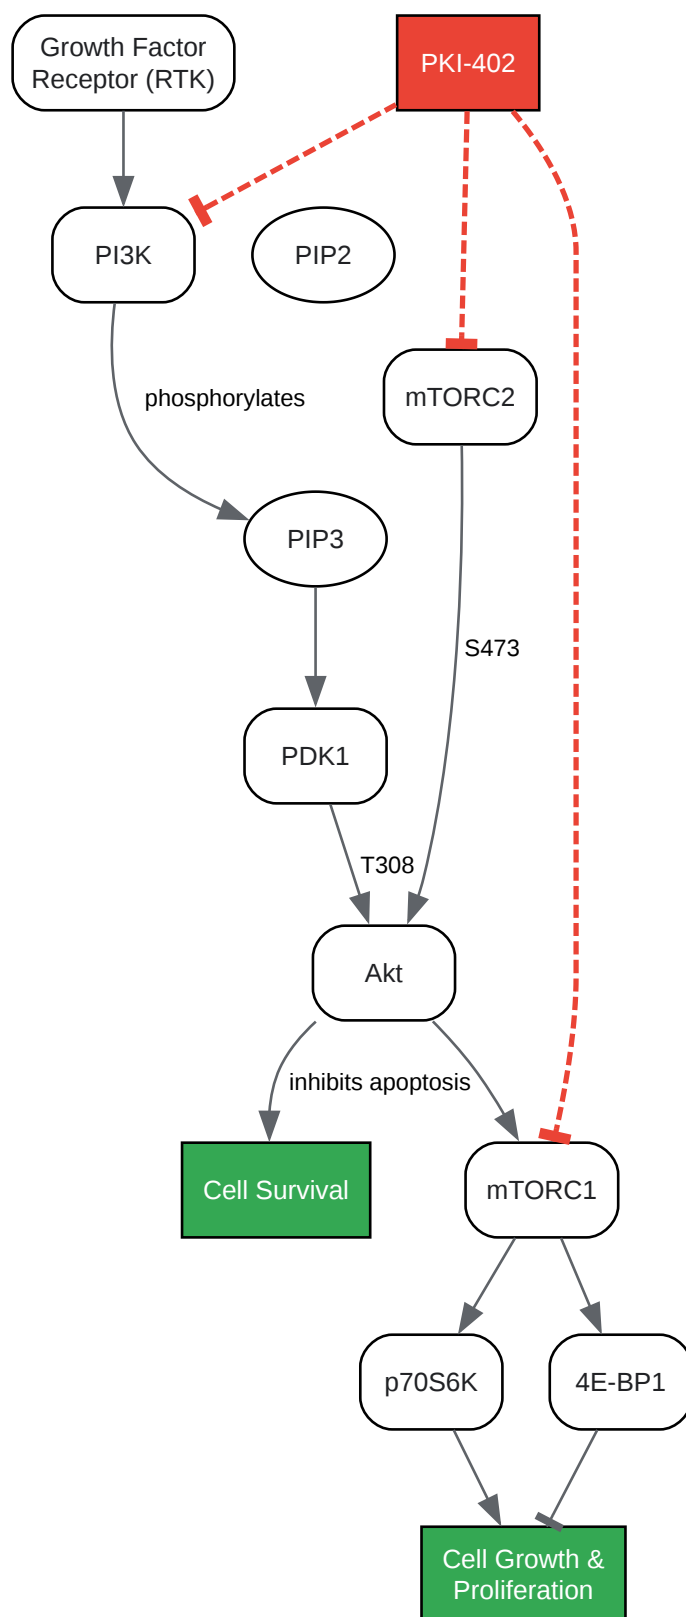 Growth Factor
Receptor (RTK)
PKI-402
PI3K
PIP2
phosphorylates
mTORC2
PIP3
S473
PDK1
T308
Akt
inhibits apoptosis
Cell Survival
mTORC1
p70S6K
4E-BP1
Cell Growth &
Proliferation